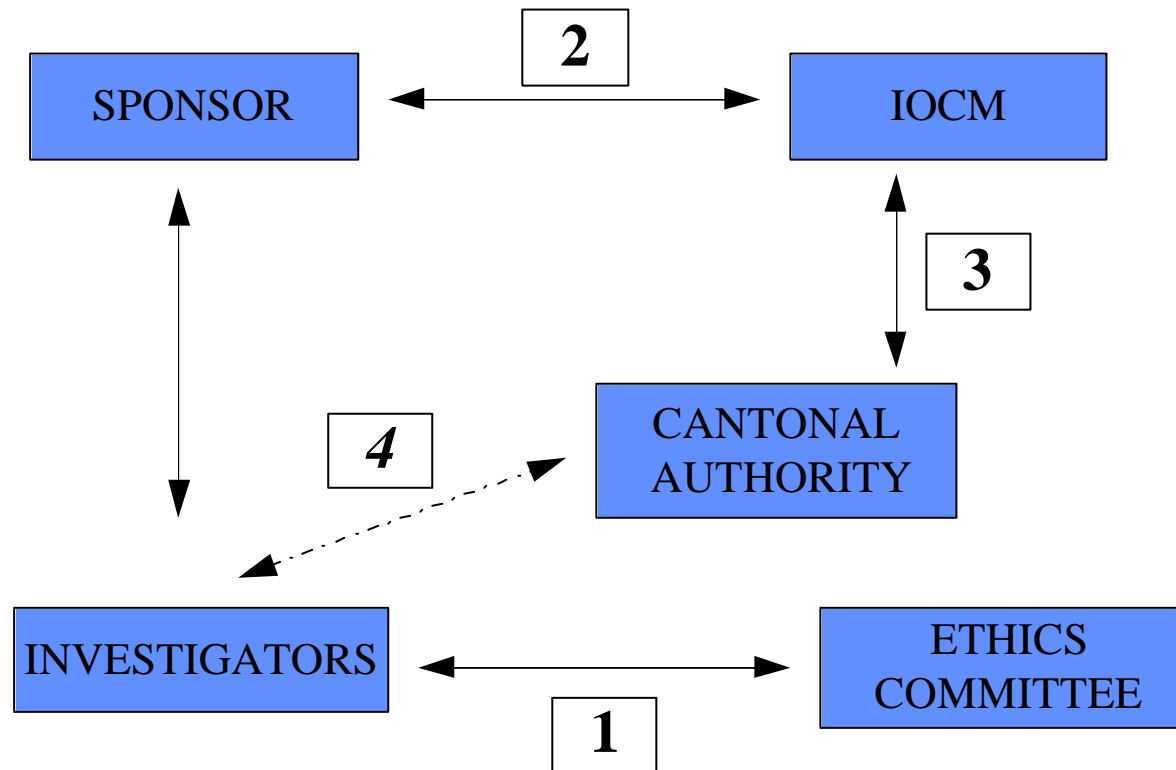 2
SPONSOR
IOCM
3
CANTONAL
AUTHORITY
4
INVESTIGATORS
ETHICS
COMMITTEE
1